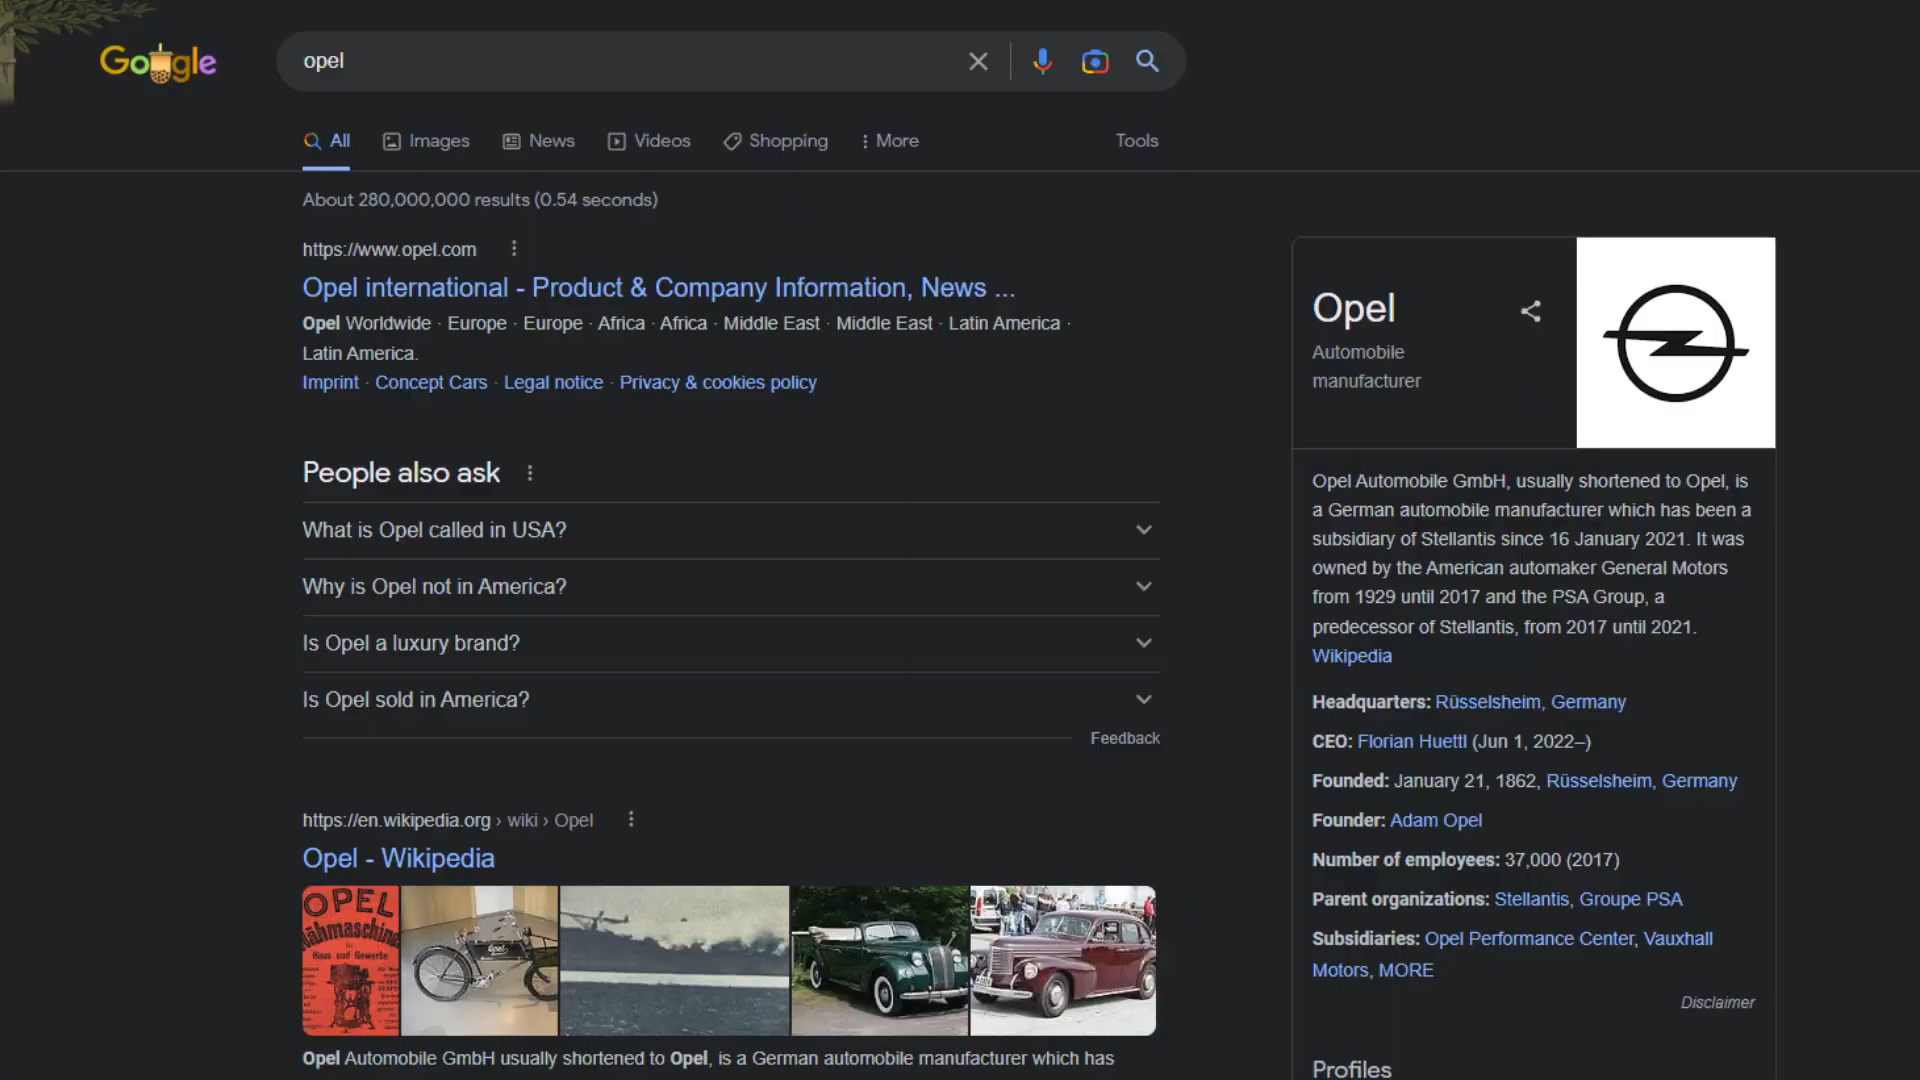 Google
opel
All
Images
News
Videos
Shopping
More
Tools
About 280,000,000 results (0.54 seconds)
https://www.opel.com
Opel international - Product & Company Information, News ...
Opel Worldwide · Europe · Europe · Africa · Africa · Middle East · Middle East · Latin America ·
Latin America.
Imprint · Concept Cars · Legal notice · Privacy & cookies policy
People also ask
What is Opel called in USA?
Why is Opel not in America?
Is Opel a luxury brand?
Is Opel sold in America?
Feedback
https://en.wikipedia.org › wiki › Opel
Opel - Wikipedia
OPEL
Nähmaschine
Haus und Gewerbe
Opel
Opel Automobile GmbH usually shortened to Opel, is a German automobile manufacturer which has
Opel
Automobile
manufacturer
Opel Automobile GmbH, usually shortened to Opel, is
a German automobile manufacturer which has been a
subsidiary of Stellantis since 16 January 2021. It was
owned by the American automaker General Motors
from 1929 until 2017 and the PSA Group, a
predecessor of Stellantis, from 2017 until 2021.
Wikipedia
Headquarters: Rüsselsheim, Germany
CEO: Florian Huettl (Jun 1, 2022–)
Founded: January 21, 1862, Rüsselsheim, Germany
Founder: Adam Opel
Number of employees: 37,000 (2017)
Parent organizations: Stellantis, Groupe PSA
Subsidiaries: Opel Performance Center, Vauxhall
Motors, MORE
Disclaimer
Profiles